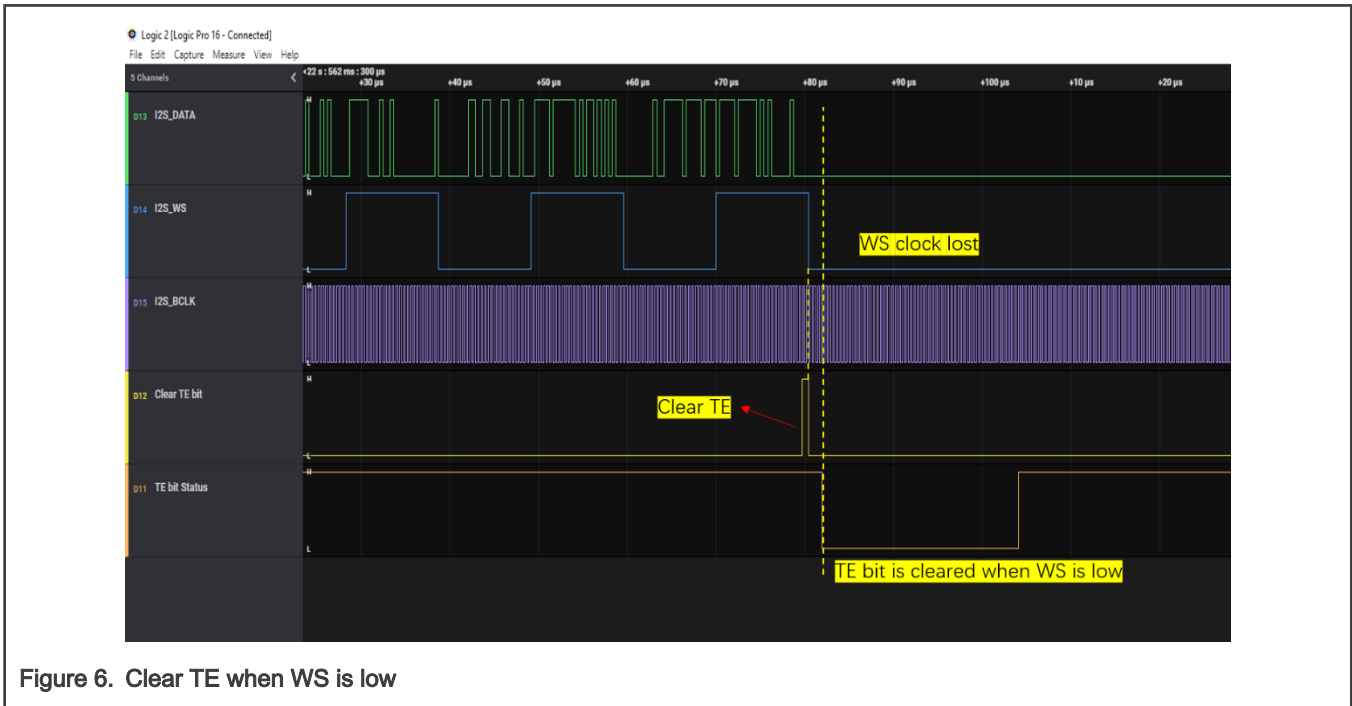 Logic 2 [Logic Pro 16 - Connected]
File Edit Capture Measure View Help
5 Channels
+22 s : 562 ms : 300 µs
+30 µs +40 µs +50 µs +60 µs +70 µs +80 µs +90 µs +100 µs +10 µs +20 µs
H
D13 I2S_DATA
L
H
D14 I2S_WS
WS clock lost
L
H
D15 I2S_BCLK
L
H
D12 Clear TE bit
Clear TE
L
H
D11 TE bit Status
L
TE bit is cleared when WS is low
Figure 6. Clear TE when WS is low